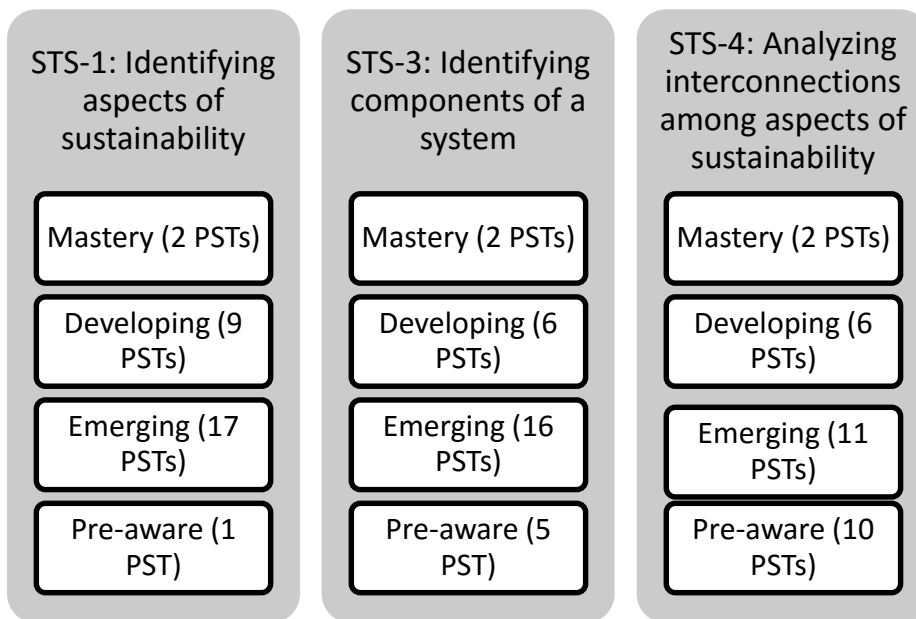 STS-1: Identifying
aspects of
sustainability
Mastery (2 PSTs)
Developing (9
PSTs)
Emerging (17
PSTs)
Pre-aware (1
PST)
STS-3: Identifying
components of a
system
Mastery (2 PSTs)
Developing (6
PSTs)
Emerging (16
PSTs)
Pre-aware (5
PST)
STS-4: Analyzing
interconnections
among aspects of
sustainability
Mastery (2 PSTs)
Developing (6
PSTs)
Emerging (11
PSTs)
Pre-aware (10
PSTs)